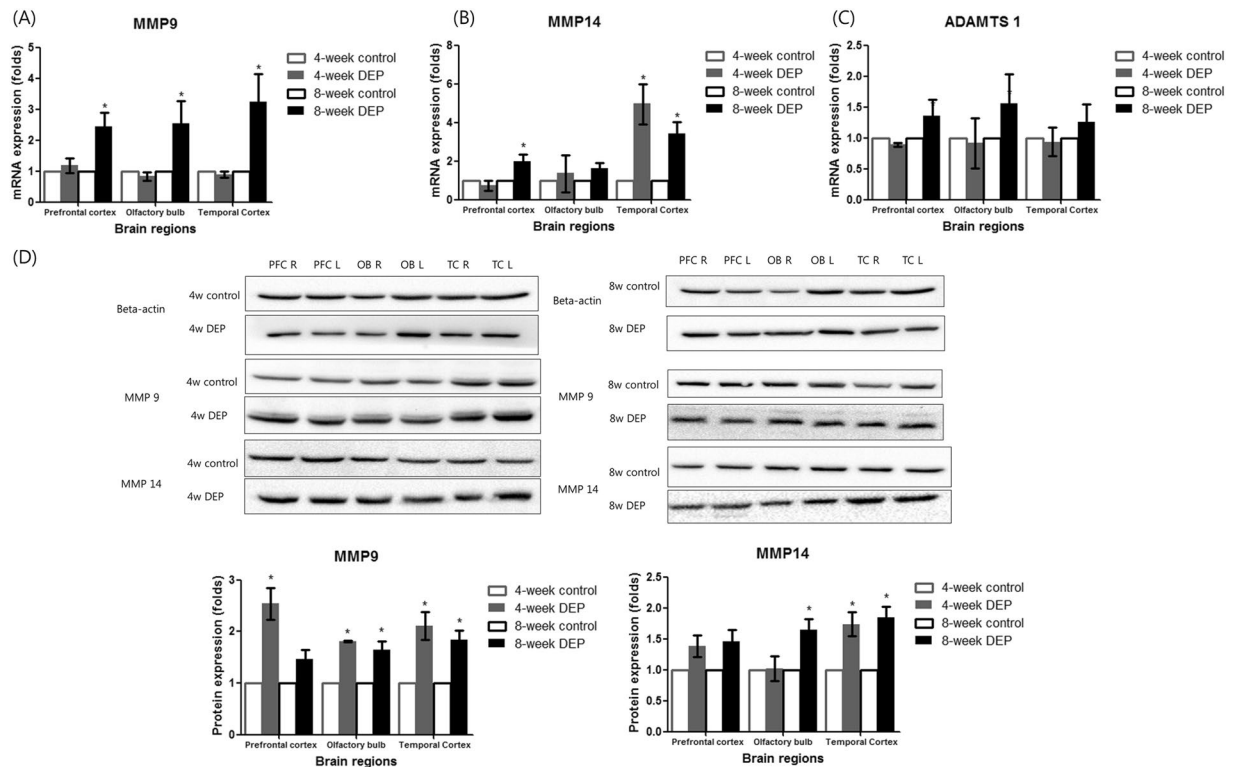 (A)
MMP9
mRNA expression (folds)
5
4
3
2
1
0
*
*
*
Prefrontal cortex
Olfactory bulb
Temporal Cortex
Brain regions
4-week control
4-week DEP
8-week control
8-week DEP
(B)
MMP14
mRNA expression (folds)
8
6
4
2
0
*
*
*
Prefrontal cortex
Olfactory bulb
Temporal Cortex
Brain regions
4-week control
4-week DEP
8-week control
8-week DEP
(C)
ADAMTS 1
mRNA expression (folds)
2.5
2.0
1.5
1.0
0.5
0.0
Prefrontal cortex
Olfactory bulb
Temporal Cortex
Brain regions
4-week control
4-week DEP
8-week control
8-week DEP
(D)
PFC R PFC L OB R OB L TC R TC L
Beta-actin
4w control
4w DEP
MMP 9
4w control
4w DEP
MMP 14
4w control
4w DEP
PFC R PFC L OB R OB L TC R TC L
Beta-actin
8w control
8w DEP
MMP 9
8w control
8w DEP
MMP 14
8w control
8w DEP
MMP9
Protein expression (folds)
3
2
1
0
*
*
*
*
*
Prefrontal cortex
Olfactory bulb
Temporal Cortex
Brain regions
4-week control
4-week DEP
8-week control
8-week DEP
MMP14
Protein expression (folds)
2.5
2.0
1.5
1.0
0.5
0.0
*
*
*
Prefrontal cortex
Olfactory bulb
Temporal Cortex
Brain regions
4-week control
4-week DEP
8-week control
8-week DEP